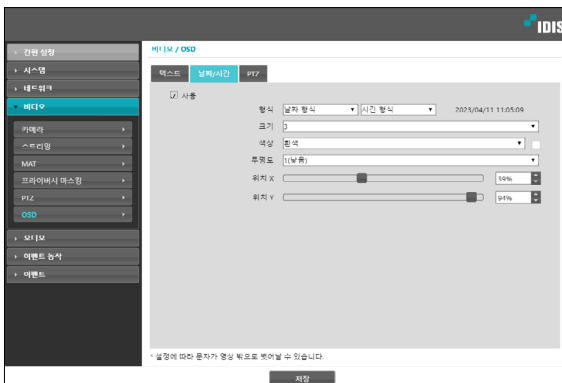 IDIS
간편 설정
비디오 / OSD
시스템
네트워크
비디오
카메라
스트리밍
MAT
프라이버시 마스킹
PTZ
OSD
오디오
이벤트 동작
이벤트
텍스트 날짜/시간 PTZ
사용
형식 날짜 형식 시간 형식 2023/04/11 11:05:09
크기 3
색상 흰색
투명도 1(낮음)
위치 X 39%
위치 Y 94%
* 설정에 따라 문자가 영상 밖으로 벗어날 수 있습니다.
저장